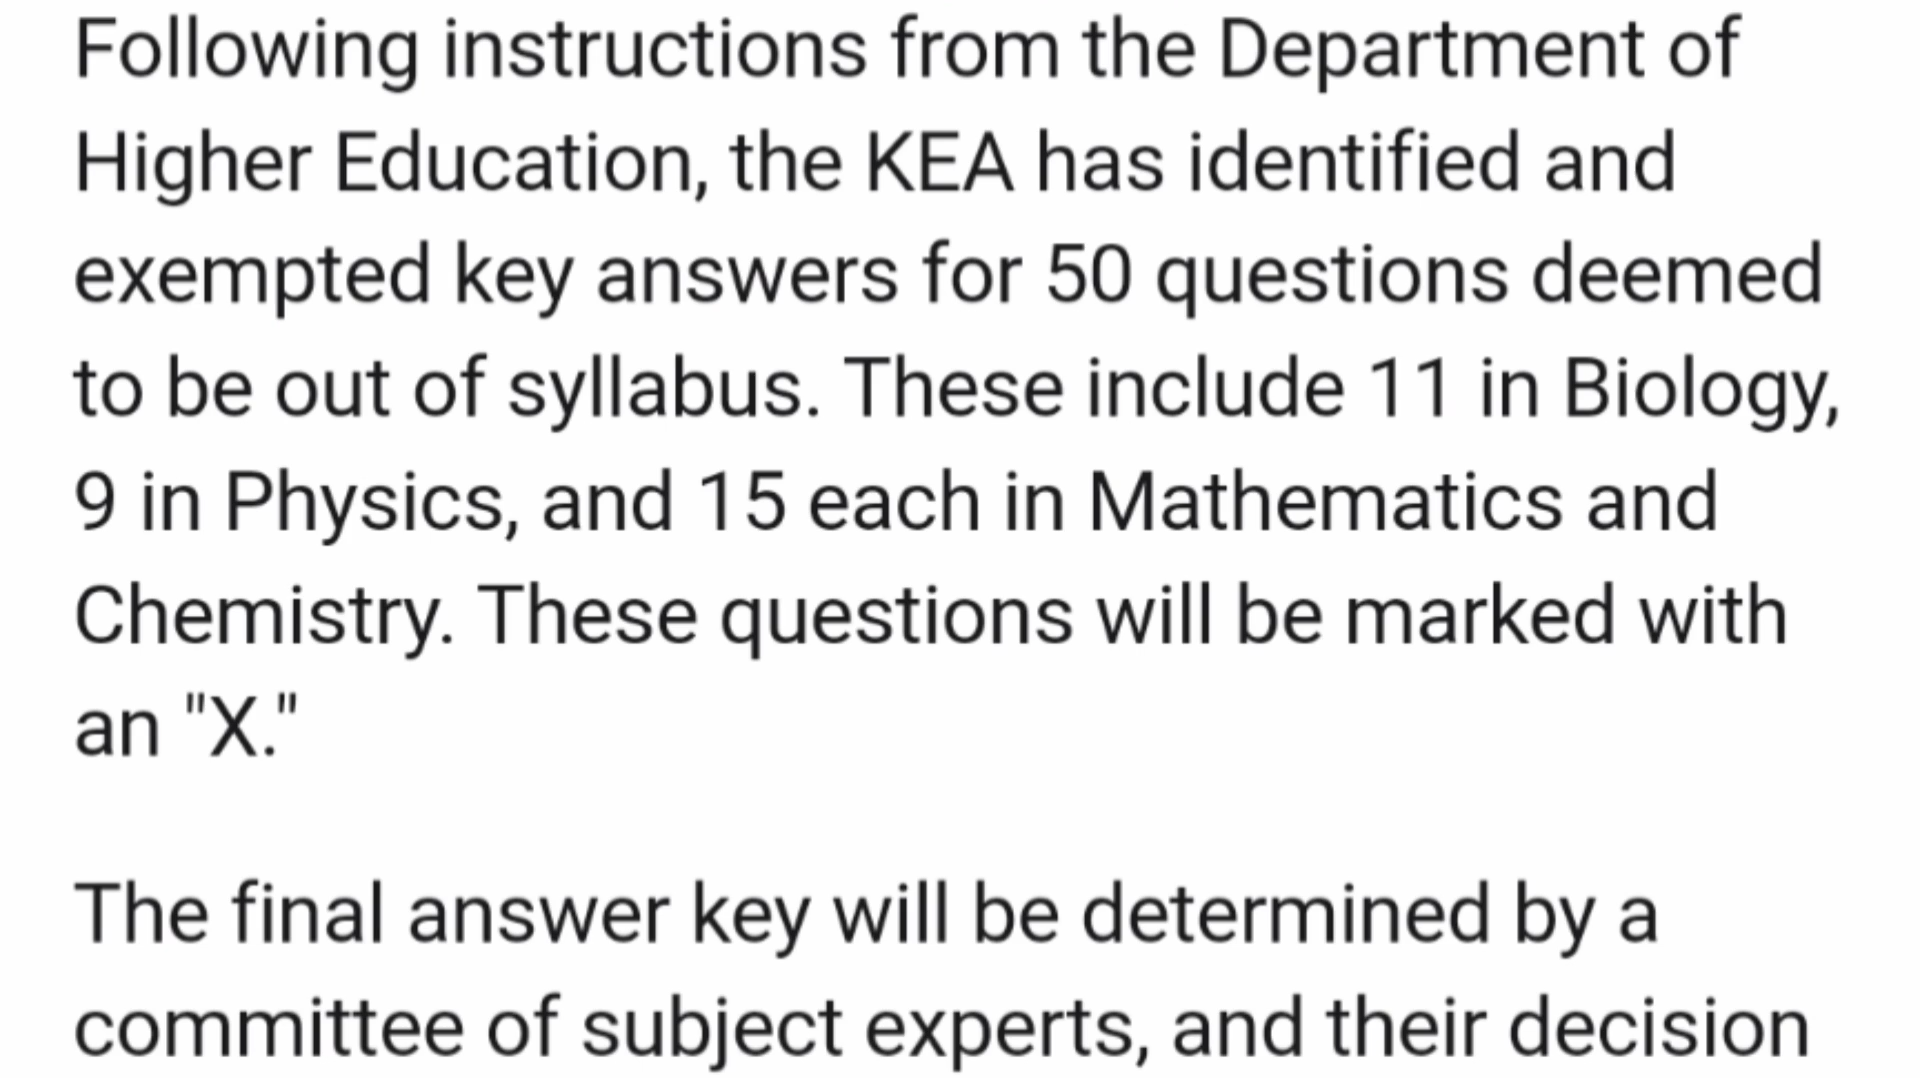 Following instructions from the Department of
Higher Education, the KEA has identified and
exempted key answers for 50 questions deemed
to be out of syllabus. These include 11 in Biology,
9 in Physics, and 15 each in Mathematics and
Chemistry. These questions will be marked with
an "X."
The final answer key will be determined by a
committee of subject experts, and their decision